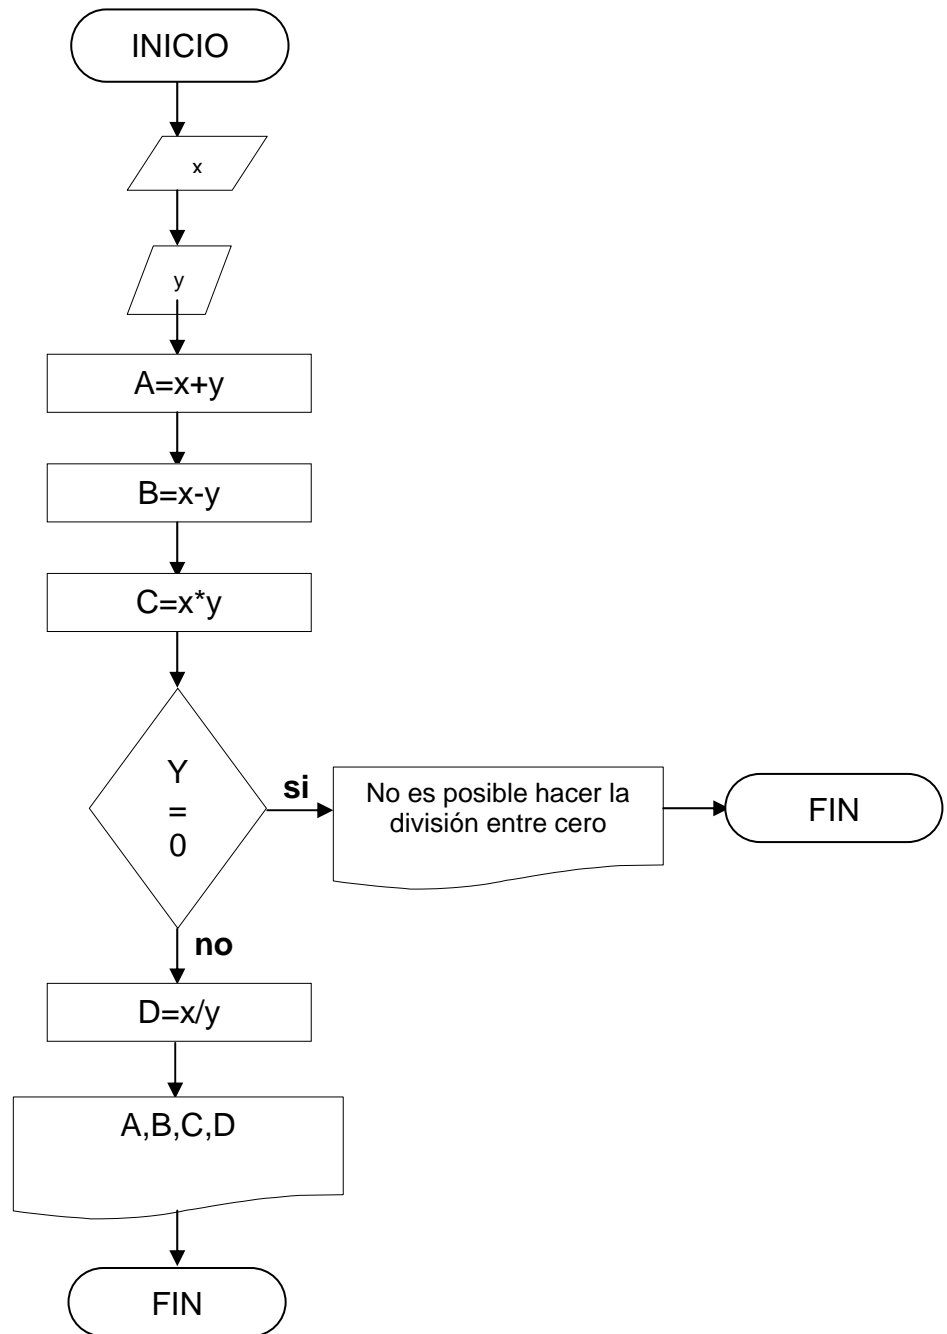 INICIO
x
y
A=x+y
B=x-y
C=x*y
Y
=
0
si
No es posible hacer la
división entre cero
FIN
no
D=x/y
A,B,C,D
FIN